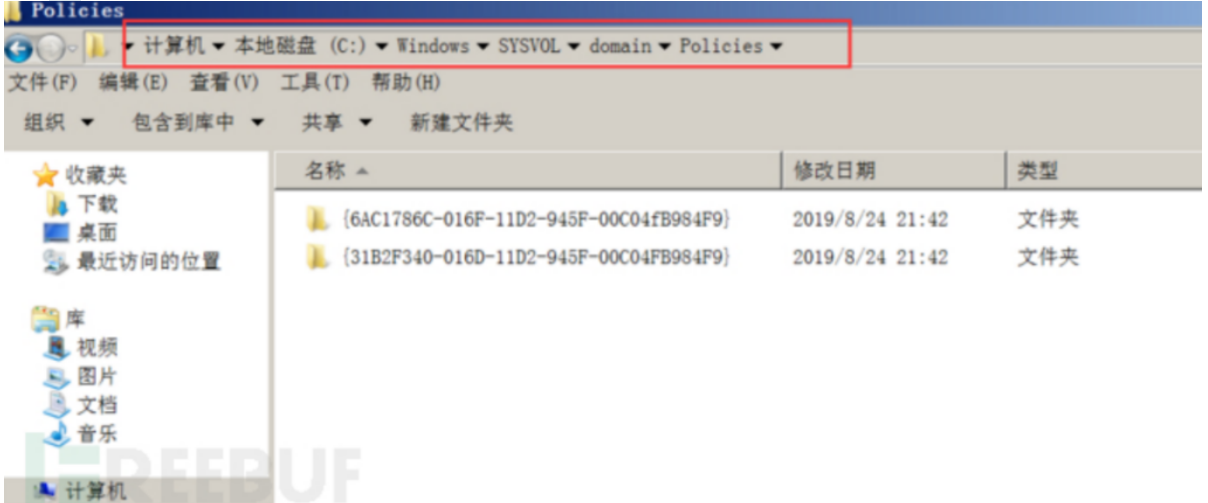 Policies
计算机 ▼ 本地磁盘 (C:) ▼ Windows ▼ SYSVOL ▼ domain ▼ Policies ▼
文件(F) 编辑(E) 查看(V) 工具(T) 帮助(H)
组织 ▼ 包含到库中 ▼ 共享 ▼ 新建文件夹
收藏夹
下载
桌面
最近访问的位置
库
视频
图片
文档
音乐
计算机
名称 修改日期 类型
{6AC1786C-016F-11D2-945F-00C04fB984F9} 2019/8/24 21:42 文件夹
{31B2F340-016D-11D2-945F-00C04FB984F9} 2019/8/24 21:42 文件夹
FREEBUF